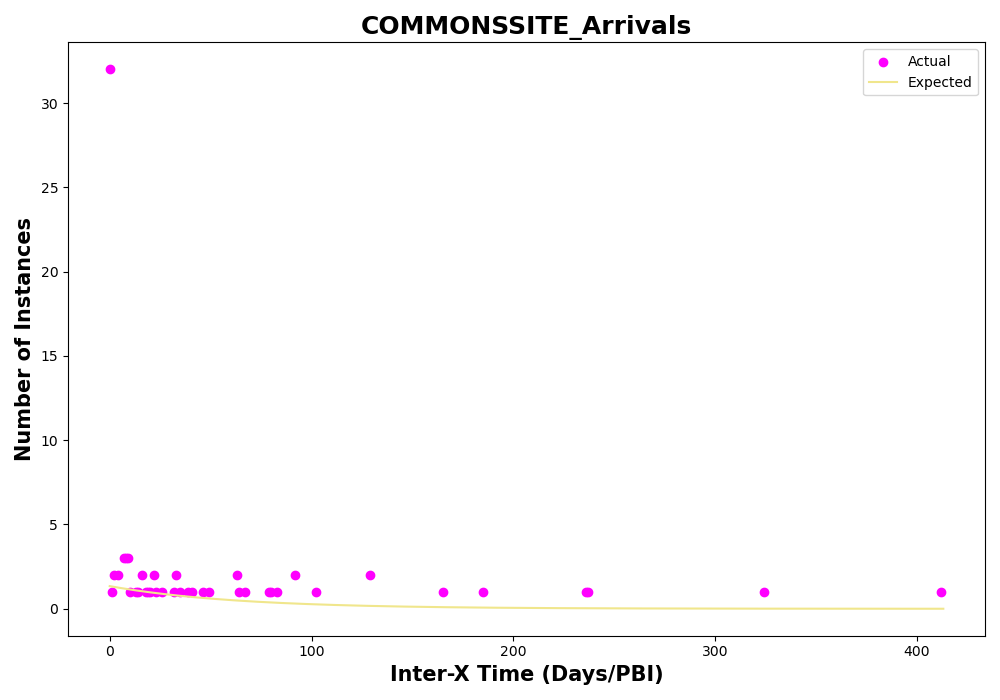 COMMONSSITE_Arrivals
Actual
Expected
Number of Instances
30
25
20
15
10
5
0
0 100 200 300 400
Inter-X Time (Days/PBI)